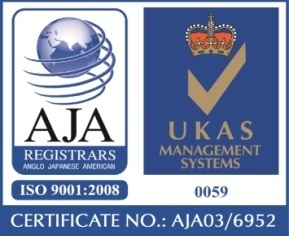 AJA
REGISTRARS
ANGLO JAPANESE AMERICAN
ISO 9001:2008
UKAS
MANAGEMENT
SYSTEMS
0059
CERTIFICATE NO.: AJA03/6952